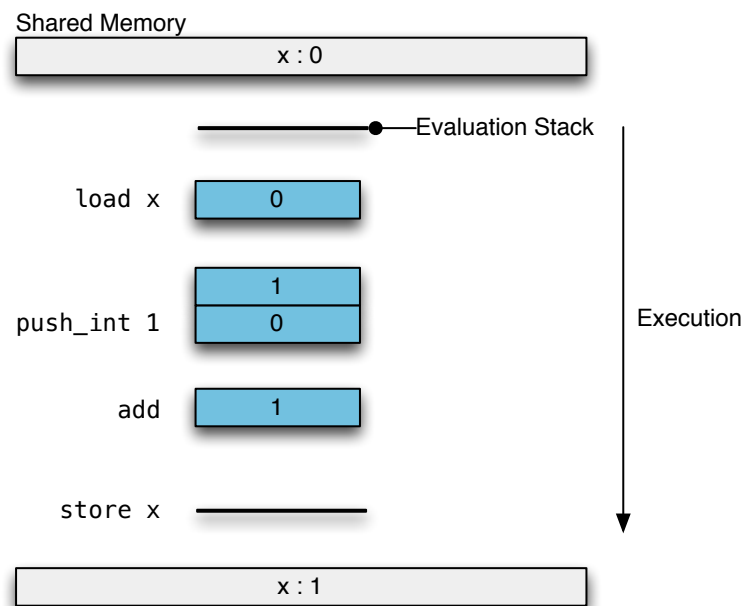 Shared Memory
x : 0
Evaluation Stack
load x
0
1
push_int 1
0
Execution
add
1
store x
x : 1